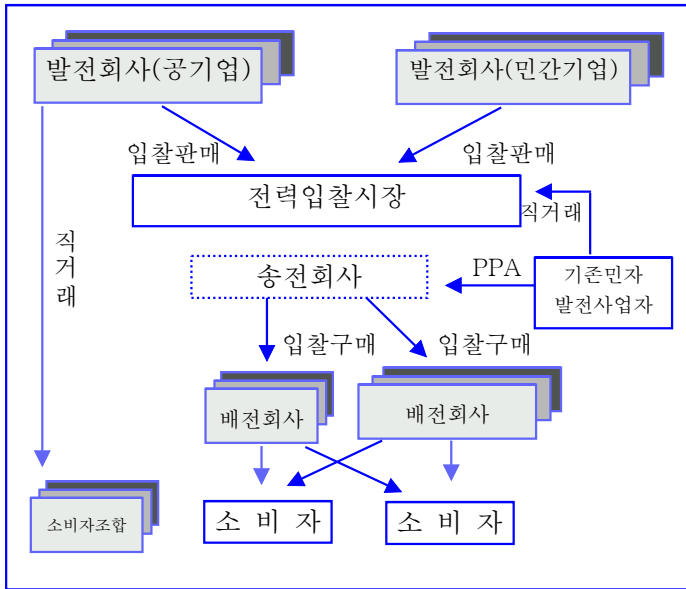 발전회사(공기업)
발전회사(민간기업)
입찰판매
입찰판매
전력입찰시장
직거래
직거래
송전회사
PPA
기존민자
발전사업자
입찰구매
입찰구매
배전회사
배전회사
소비자조합
소 비 자
소 비 자